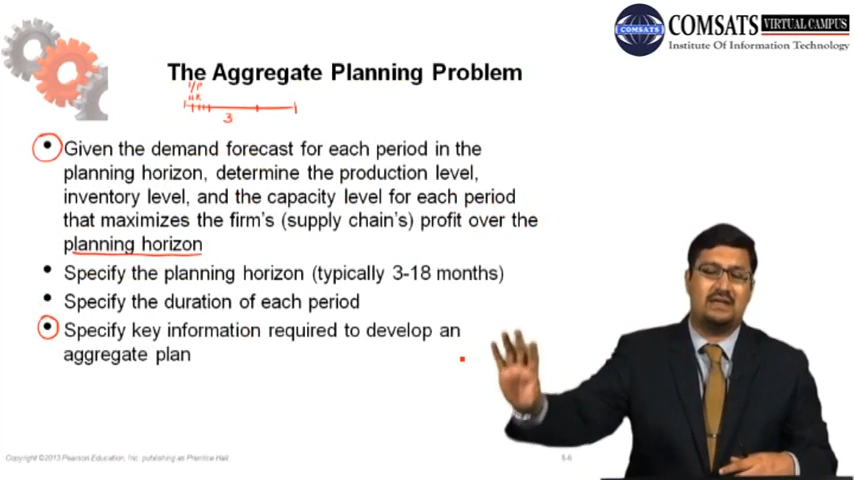 COMSATS VIRTUAL CAMPUS
COMSATS
Institute Of Information Technology
The Aggregate Planning Problem
3
• Given the demand forecast for each period in the
planning horizon, determine the production level,
inventory level, and the capacity level for each period
that maximizes the firm's (supply chain's) profit over the
planning horizon
• Specify the planning horizon (typically 3-18 months)
• Specify the duration of each period
• Specify key information required to develop an
aggregate plan
Copyright ©2013 Pearson Education, Inc. publishing as Prentice Hall.